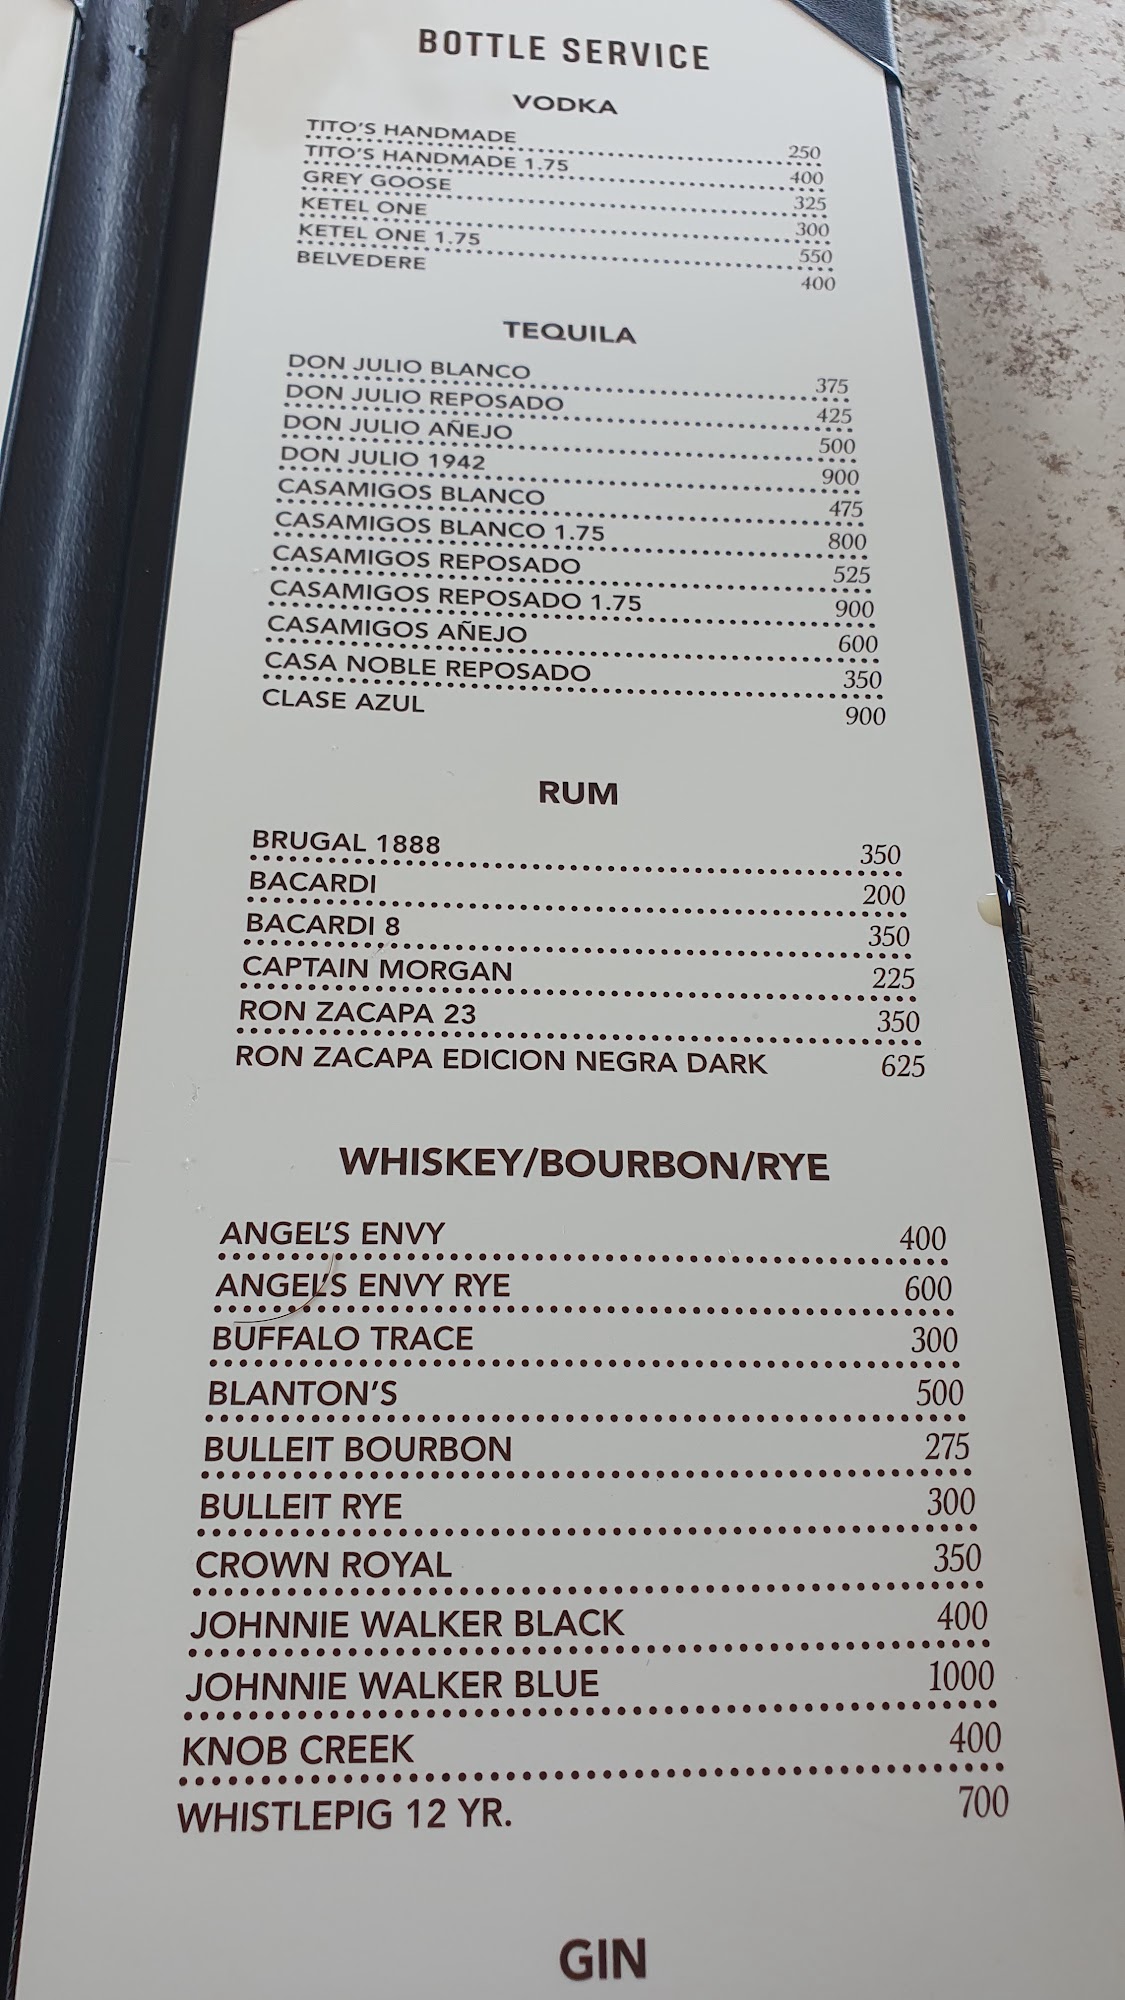 BOTTLE SERVICE
VODKA
TITO'S HANDMADE 250
TITO'S HANDMADE 1.75 400
GREY GOOSE 325
KETEL ONE 300
KETEL ONE 1.75 550
BELVEDERE 400
TEQUILA
DON JULIO BLANCO 375
DON JULIO REPOSADO 425
DON JULIO AÑEJO 500
DON JULIO 1942 900
CASAMIGOS BLANCO 475
CASAMIGOS BLANCO 1.75 800
CASAMIGOS REPOSADO 525
CASAMIGOS REPOSADO 1.75 900
CASAMIGOS AÑEJO 600
CASA NOBLE REPOSADO 350
CLASE AZUL 900
RUM
BRUGAL 1888 350
BACARDI 200
BACARDI 8 350
CAPTAIN MORGAN 225
RON ZACAPA 23 350
RON ZACAPA EDICION NEGRA DARK 625
WHISKEY/BOURBON/RYE
ANGEL'S ENVY 400
ANGEL'S ENVY RYE 600
BUFFALO TRACE 300
BLANTON'S 500
BULLEIT BOURBON 275
BULLEIT RYE 300
CROWN ROYAL 350
JOHNNIE WALKER BLACK 400
JOHNNIE WALKER BLUE 1000
KNOB CREEK 400
WHISTLEPIG 12 YR. 700
GIN